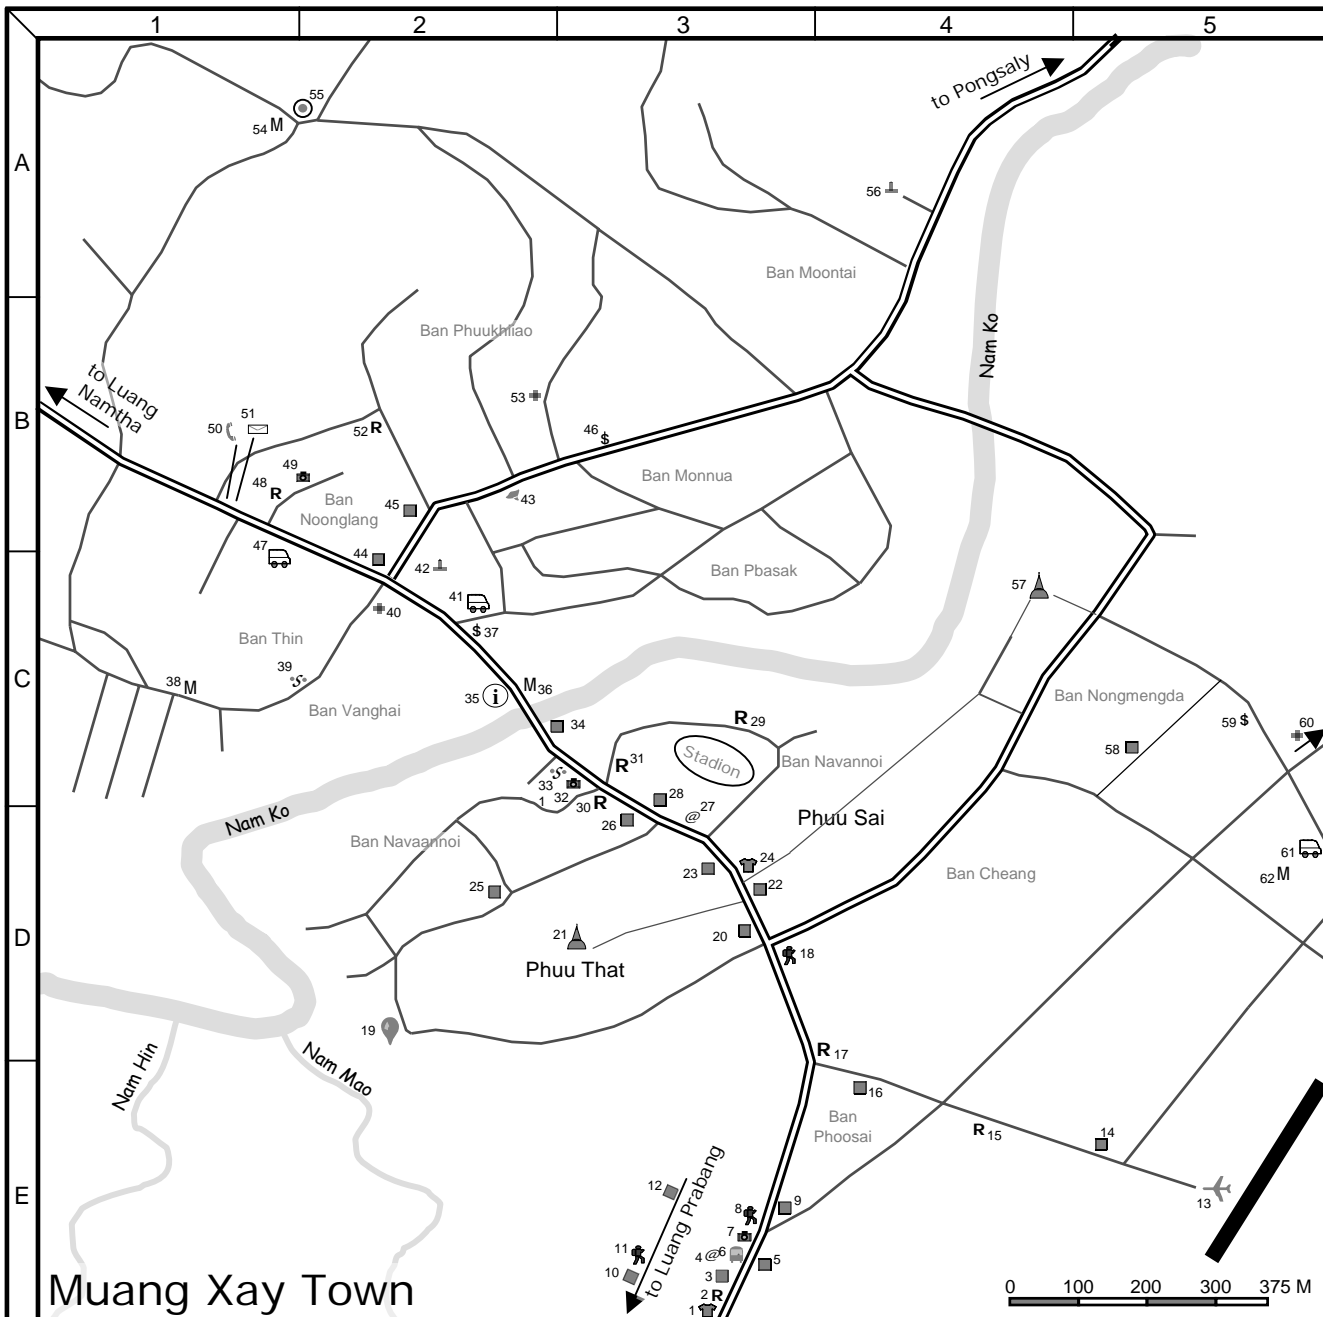 1 2 3 4 5
A
B
C
D
E
to Pongsaly
55
54 M
56
Ban Moontai
Nam Ko
Ban Phuukhliao
to Luang
Namtha
53
51
50
52 R
46 $
49
48
R
Ban
Noonglang
45
43
Ban Monnua
47
44
42
Ban Pbasak
57
41
40
$ 37
Ban Thin
39
S
38 M
Ban Vanghai
35 i
M 36
34
R 29
Stadion
Ban Navannoi
Ban Nongmengda
59 $
60
58
R 31
S
33
32
1
30 R
28
@ 27
26
Phuu Sai
Nam Ko
Ban Navaannoi
24
23
22
25
Ban Cheang
61
62 M
21
20
18
Phuu That
19
R 17
Nam Hin
Nam Mao
16
Ban
Phoosai
R 15
14
13
12
to Luang Prabang
8
9
7
11
4 @ 6
5
10
3
2 R
1
Muang Xay Town
0 100 200 300 375 M